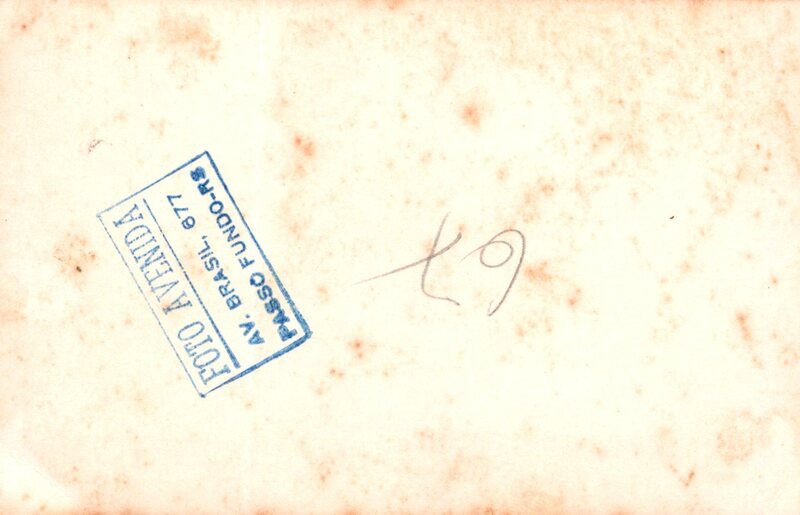 FOTO AVENIDA
AV. BRASIL, 677
PASSO FUNDO-RS